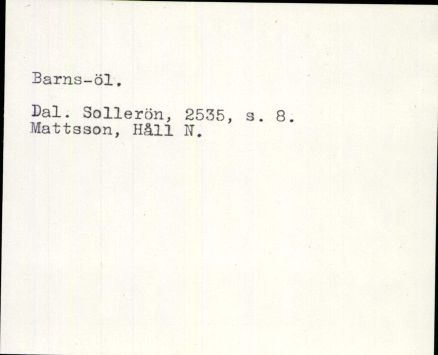 Barns-öl.
Dal. Sollerön, 2535, s. 8.
Mattsson, Håll N.